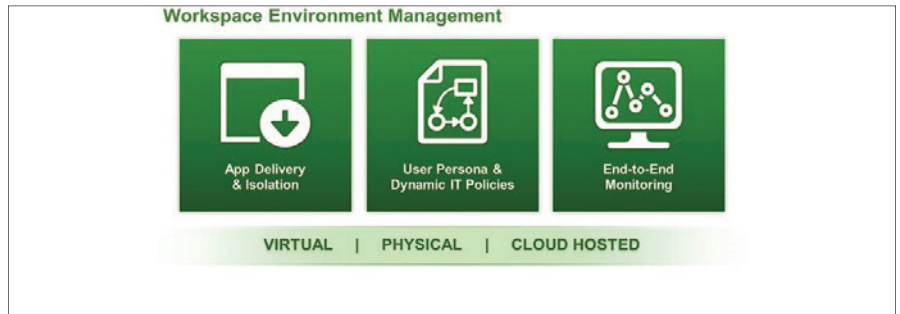 Workspace Environment Management
App Delivery
& Isolation
User Persona &
Dynamic IT Policies
End-to-End
Monitoring
VIRTUAL | PHYSICAL | CLOUD HOSTED